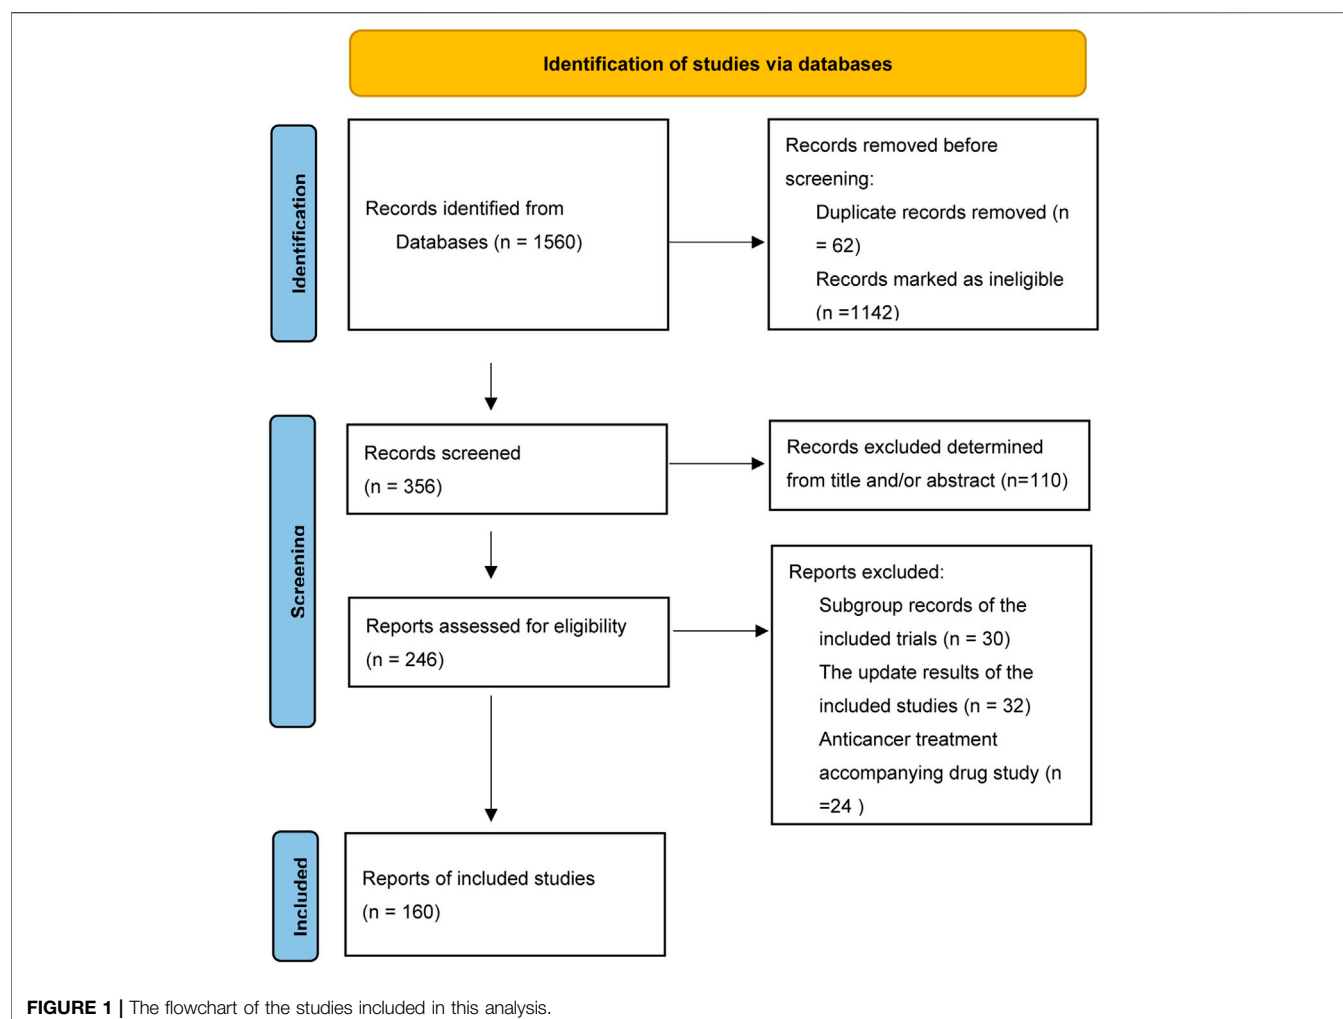 Identification of studies via databases
Identification
Records identified from
Databases (n = 1560)
Records removed before
screening:
Duplicate records removed (n
= 62)
Records marked as ineligible
(n =1142)
Screening
Records screened
(n = 356)
Records excluded determined
from title and/or abstract (n=110)
Reports assessed for eligibility
(n = 246)
Reports excluded:
Subgroup records of the
included trials (n = 30)
The update results of the
included studies (n = 32)
Anticancer treatment
accompanying drug study (n
=24 )
Included
Reports of included studies
(n = 160)
FIGURE 1 | The flowchart of the studies included in this analysis.